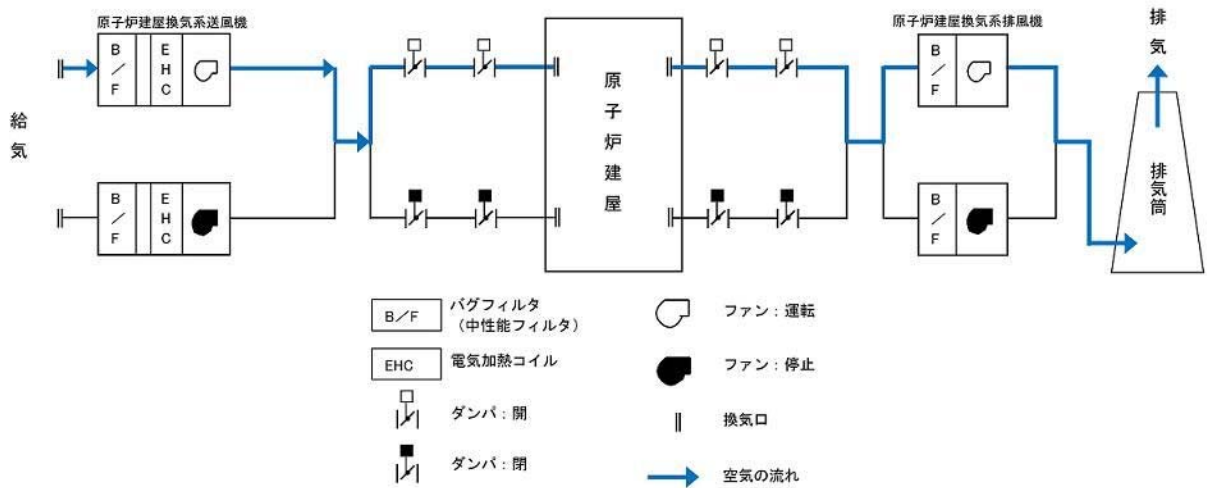 原子炉建屋換気系送風機
原子炉建屋換気系排風機
排気
給気
B/F
EHC
B/F
EHC
原子炉建屋
B/F
B/F
排気筒
B/F
バグフィルタ
(中性能フィルタ)
EHC
電気加熱コイル
ダンパ:開
ダンパ:閉
ファン:運転
ファン:停止
換気口
空気の流れ